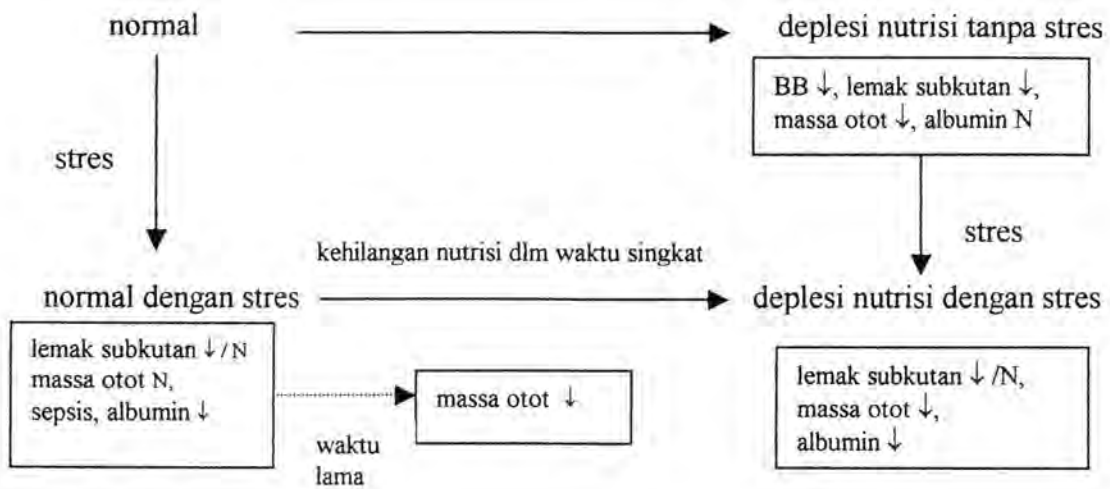 normal
deplesi nutrisi tanpa stres
BB ↓, lemak subkutan ↓,
massa otot ↓, albumin N
stres
stres
kehilangan nutrisi dlm waktu singkat
normal dengan stres
deplesi nutrisi dengan stres
lemak subkutan ↓/N
massa otot N,
sepsis, albumin ↓
massa otot ↓
waktu
lama
lemak subkutan ↓/N,
massa otot ↓,
albumin ↓